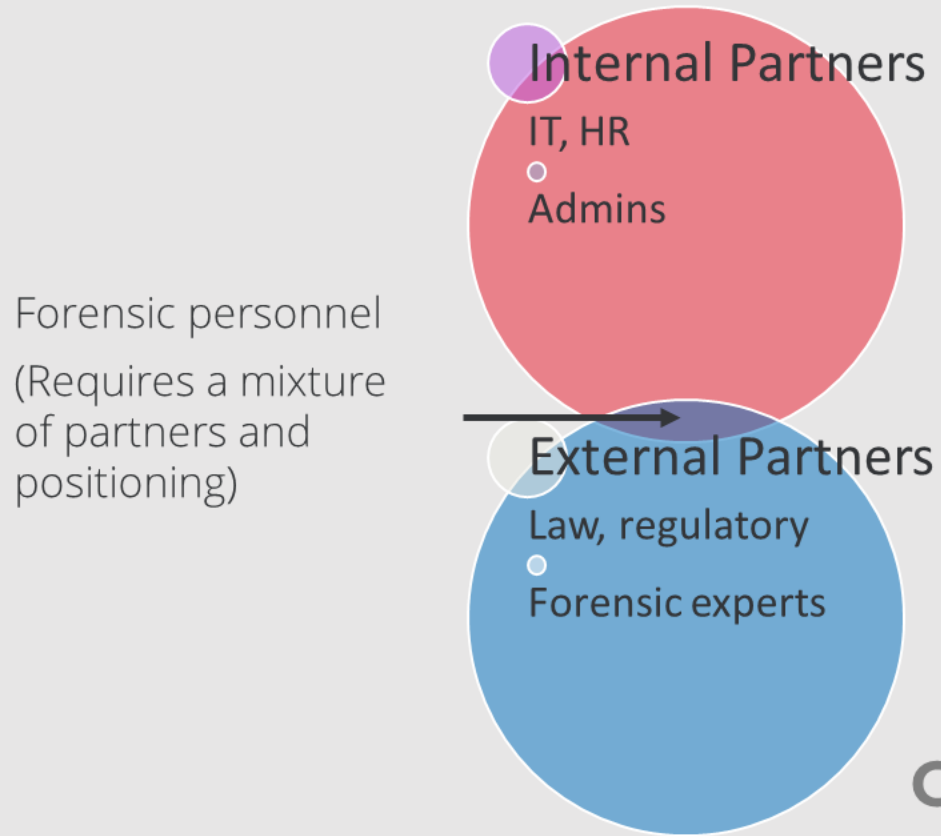 Internal Partners
IT, HR
Admins
Forensic personnel
(Requires a mixture
of partners and
positioning)
External Partners
Law, regulatory
Forensic experts